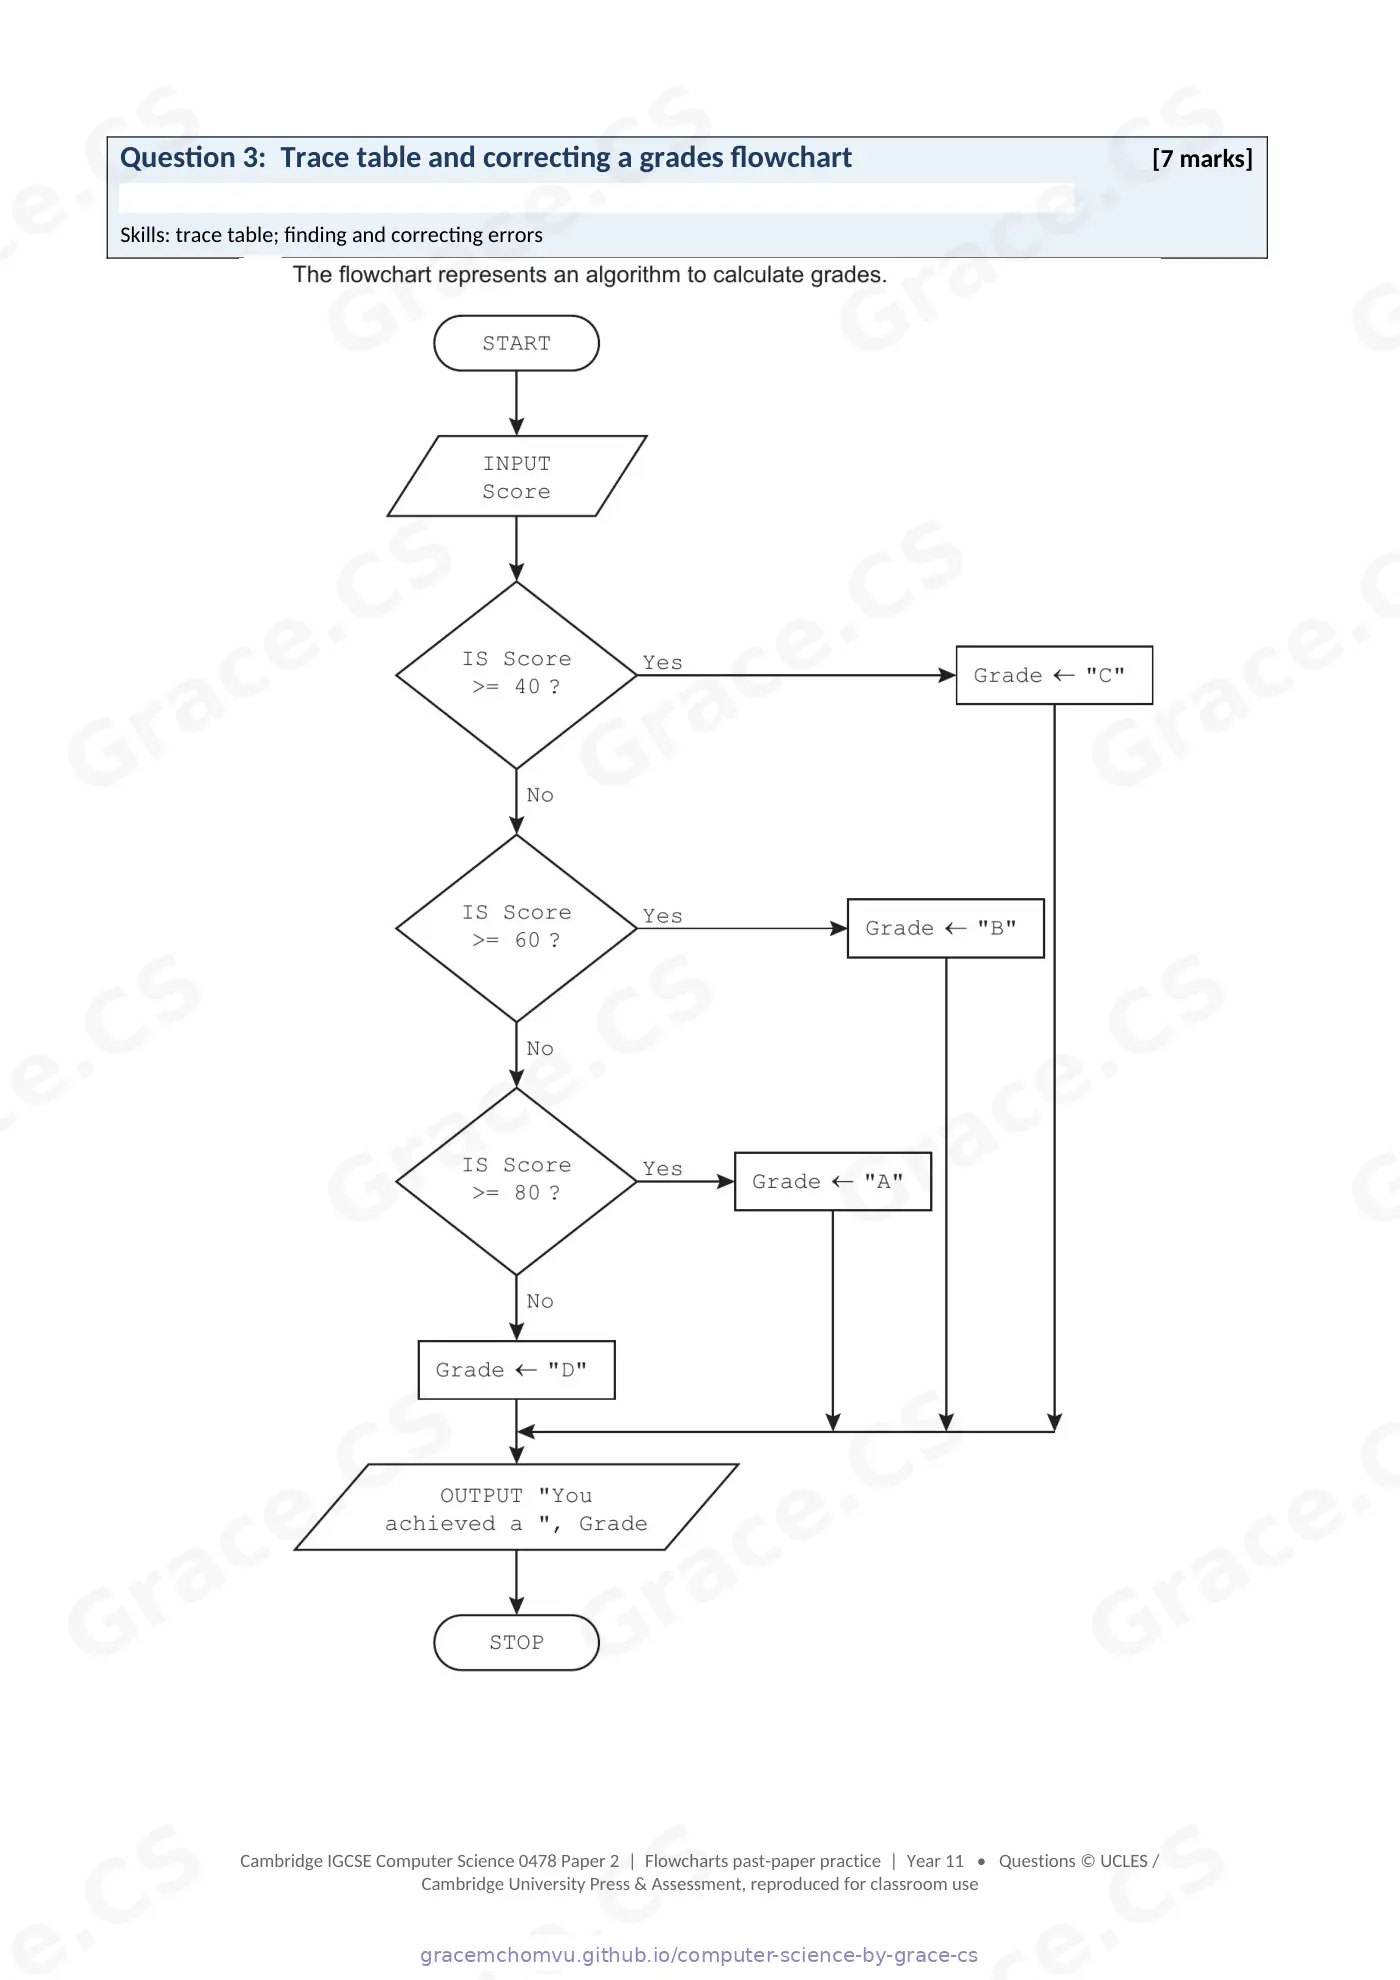 Question 3:  Trace table and correcting a grades flowchart [7 marks]
Skills: trace table; finding and correcting errors
The flowchart represents an algorithm to calculate grades.
START
INPUT
Score
IS Score
>= 40 ?
Yes
Grade ← "C"
No
IS Score
>= 60 ?
Yes
Grade ← "B"
No
IS Score
>= 80 ?
Yes
Grade ← "A"
No
Grade ← "D"
OUTPUT "You
achieved a ", Grade
STOP
Cambridge IGCSE Computer Science 0478 Paper 2 | Flowcharts past-paper practice | Year 11 • Questions © UCLES /
Cambridge University Press & Assessment, reproduced for classroom use
gracemchomvu.github.io/computer-science-by-grace-cs
Grace.CS